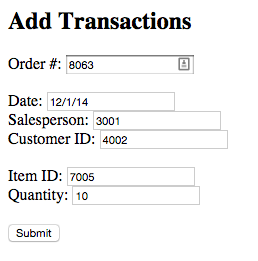 Add Transactions
Order #: 8063
Date: 12/1/14
Salesperson: 3001
Customer ID: 4002
Item ID: 7005
Quantity: 10
Submit